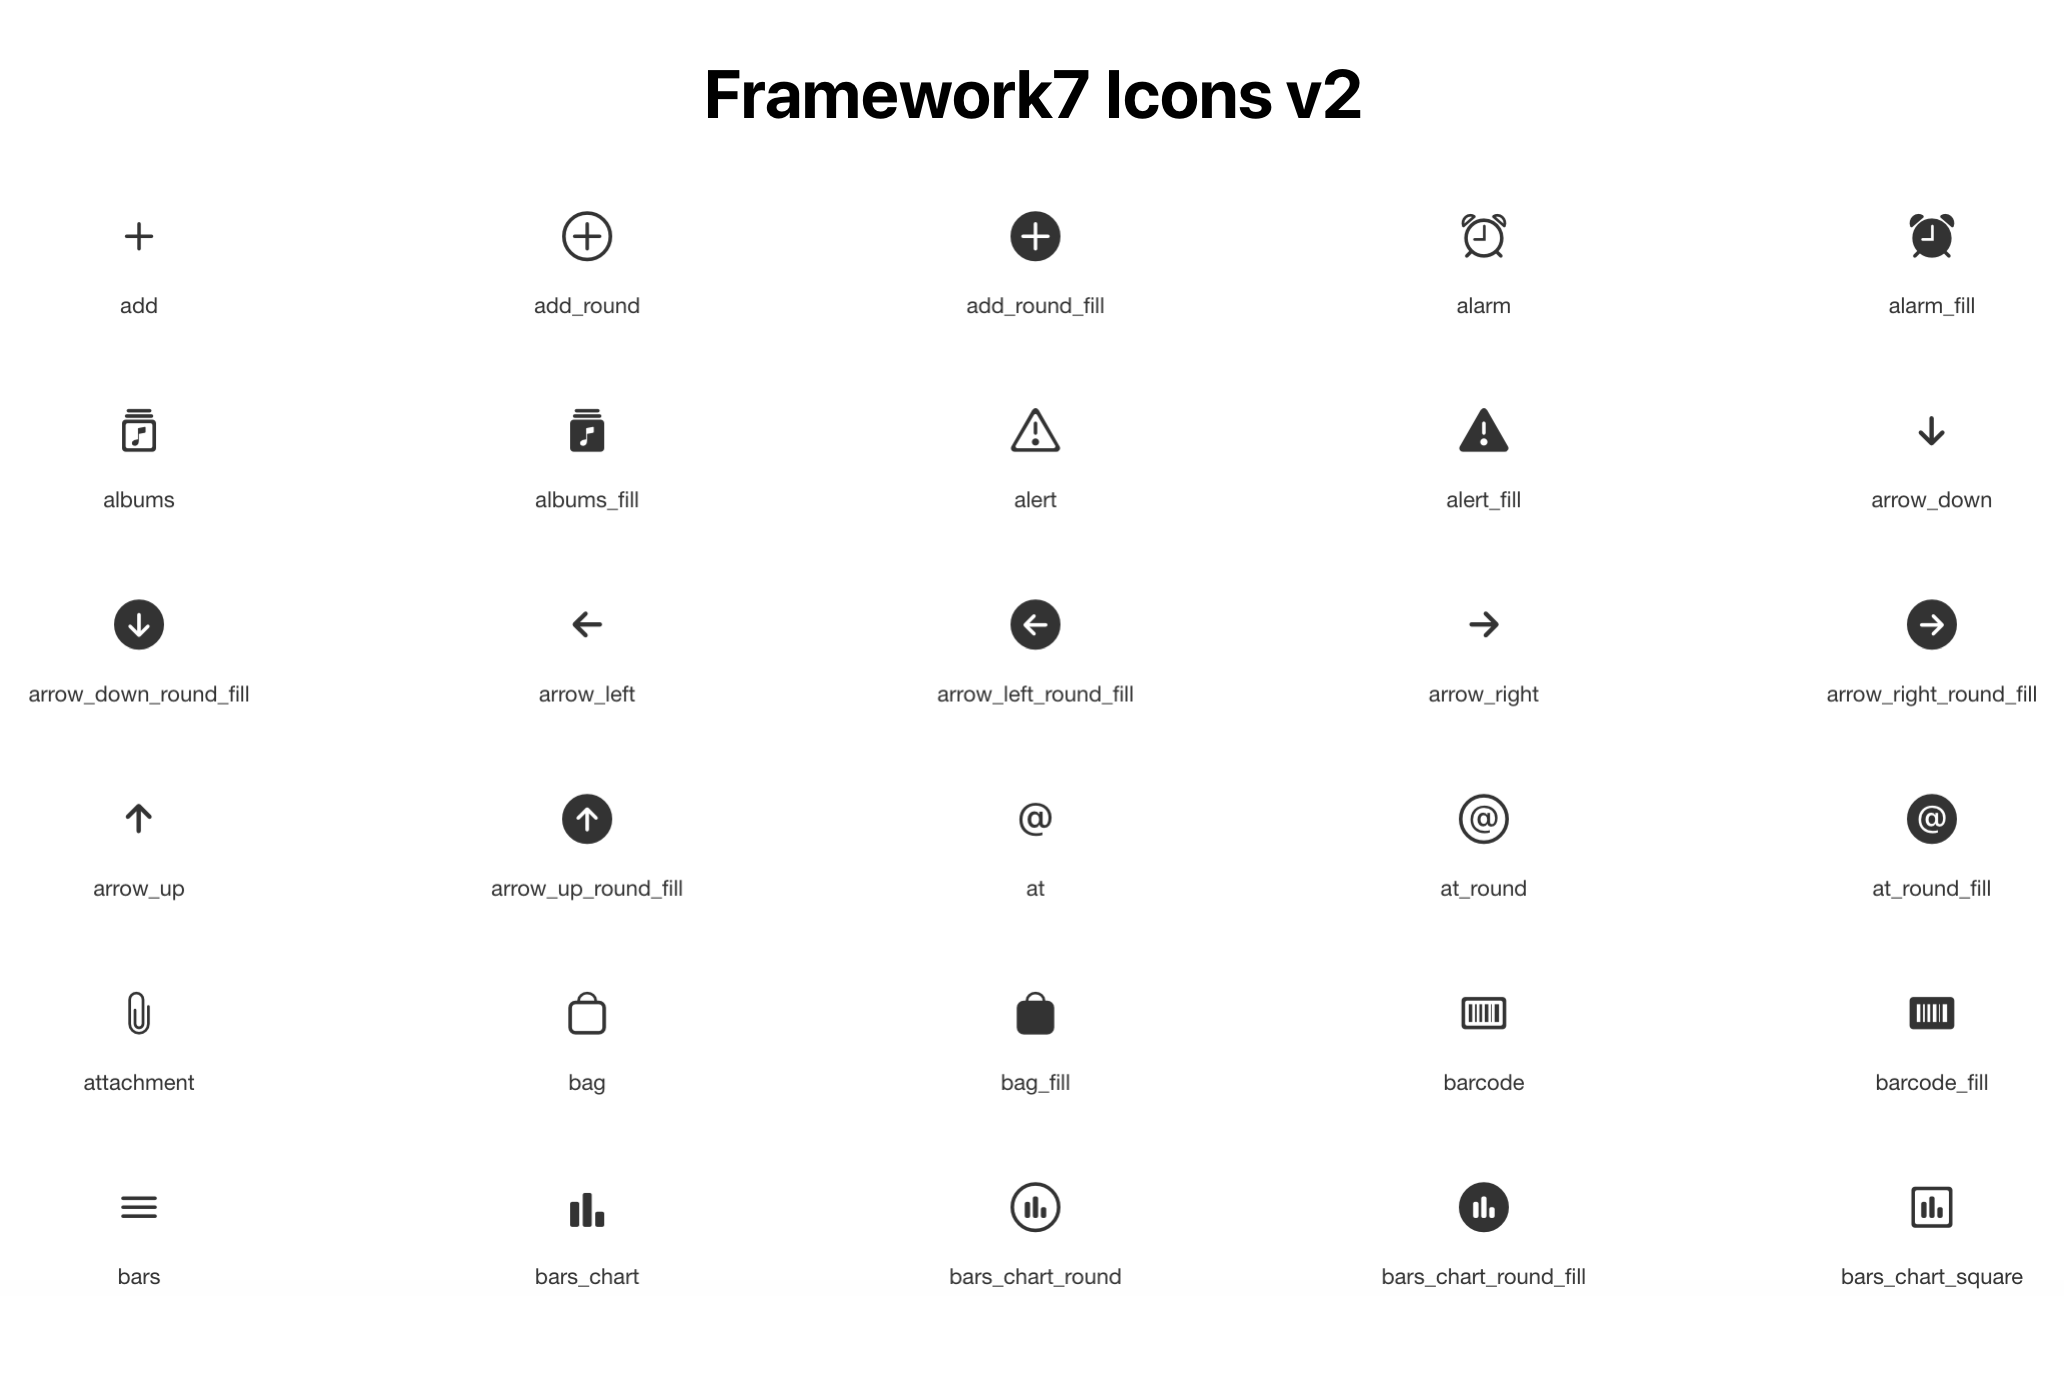 Framework7 Icons v2
add add_round add_round_fill alarm alarm_fill
albums albums_fill alert alert_fill arrow_down
arrow_down_round_fill arrow_left arrow_left_round_fill arrow_right arrow_right_round_fill
@ @ @
arrow_up arrow_up_round_fill at at_round at_round_fill
attachment bag bag_fill barcode barcode_fill
bars bars_chart bars_chart_round bars_chart_round_fill bars_chart_square